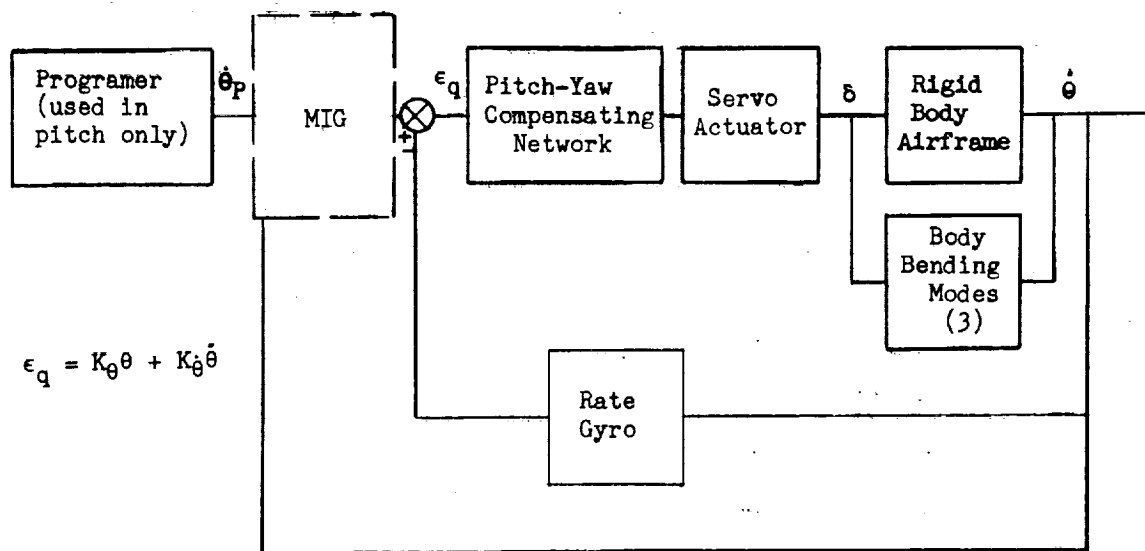 Programer
(used in
pitch only)
θ̇P
MIG
+
εq
Pitch-Yaw
Compensating
Network
Servo
Actuator
δ
Rigid
Body
Airframe
θ̇
Body
Bending
Modes
(3)
εq = Kθθ + Kθ̇θ̇
Rate
Gyro